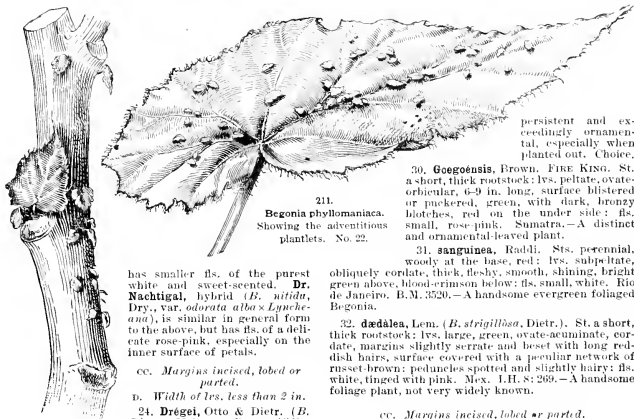 persistent and ex-
ceedingly ornamen-
tal, especially when
planted out. Choice.
30. Goegoénsis, Brown. FIRE KING. St.
a short, thick rootstock: lvs. peltate, ovate-
orbicular, 6-9 in. long, surface blistered
or puckered, green, with dark, bronzy
blotches, red on the under side: fls.
small, rose-pink. Sumatra.—A distinct
and ornamental-leaved plant.
31. sanguínea, Raddi. Sts. perennial,
woody at the base, red: lvs. subpeltate,
obliquely cordate, thick, fleshy, smooth, shining, bright
green above, blood-crimson below: fls. small, white. Rio
de Janeiro. B.M. 3520.—A handsome evergreen foliaged
Begonia.
32. dædàlea, Lem. (B. strigillòsa, Dietr.). St. a short,
thick rootstock: lvs. large, green, ovate-acuminate, cor-
date, margins slightly serrate and beset with long red-
dish hairs, surface covered with a peculiar network of
russet-brown: peduncles spotted and slightly hairy: fls.
white, tinged with pink. Mex. I.H. 8: 269.—A handsome
foliage plant, not very widely known.
cc. Margins incised, lobed or parted.
211.
Begonia phyllomaniaca.
Showing the adventitious
plantlets. No. 22.
has smaller fls. of the purest
white and sweet-scented. Dr.
Nachtigal, hybrid (B. nitida,
Dry., var. odorata alba × Lynche-
ana), is similar in general form
to the above, but has fls. of a deli-
cate rose-pink, especially on the
inner surface of petals.
cc. Margins incised, lobed or
parted.
D. Width of lvs. less than 2 in.
24. Drégei, Otto & Dietr. (B.